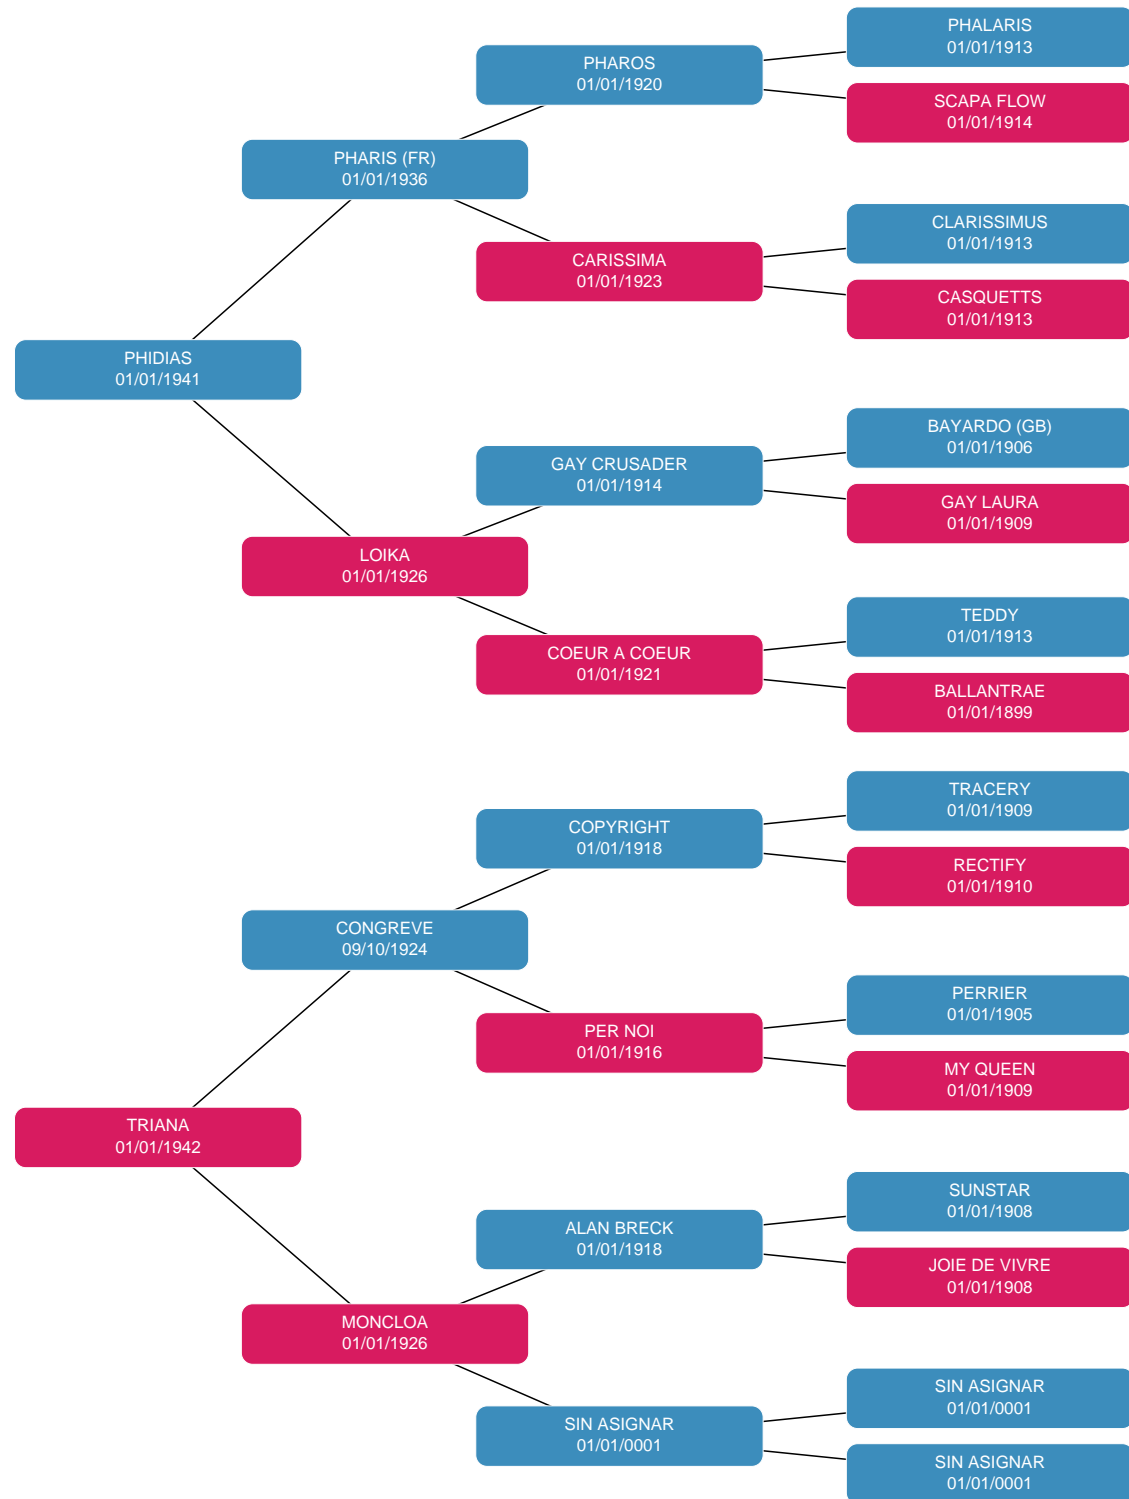 PHALARIS
01/01/1913
PHAROS
01/01/1920
SCAPA FLOW
01/01/1914
PHARIS (FR)
01/01/1936
CLARISSIMUS
01/01/1913
CARISSIMA
01/01/1923
CASQUETTS
01/01/1913
PHIDIAS
01/01/1941
BAYARDO (GB)
01/01/1906
GAY CRUSADER
01/01/1914
GAY LAURA
01/01/1909
LOIKA
01/01/1926
TEDDY
01/01/1913
COEUR A COEUR
01/01/1921
BALLANTRAE
01/01/1899
TRACERY
01/01/1909
COPYRIGHT
01/01/1918
RECTIFY
01/01/1910
CONGREVE
09/10/1924
PERRIER
01/01/1905
PER NOI
01/01/1916
MY QUEEN
01/01/1909
TRIANA
01/01/1942
SUNSTAR
01/01/1908
ALAN BRECK
01/01/1918
JOIE DE VIVRE
01/01/1908
MONCLOA
01/01/1926
SIN ASIGNAR
01/01/0001
SIN ASIGNAR
01/01/0001
SIN ASIGNAR
01/01/0001